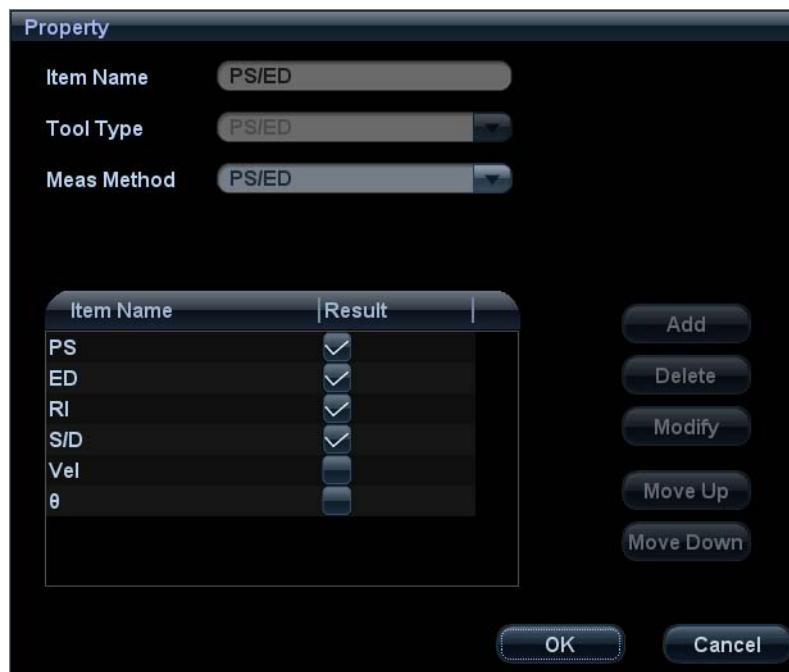 Property
Item Name PS/ED
Tool Type PS/ED
Meas Method PS/ED
Item Name Result
PS
ED
RI
S/D
Vel
θ
Add
Delete
Modify
Move Up
Move Down
OK Cancel